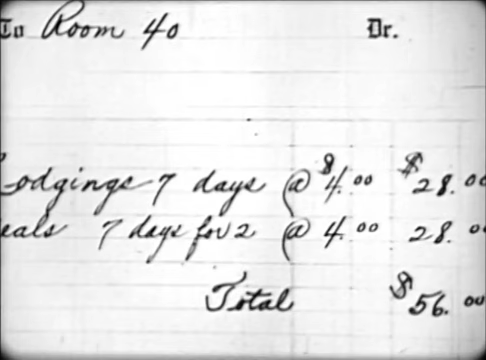 To Room 40 Dr.
Lodgings 7 days @ $4.00 $28.00
eals 7 days for 2 @ 4.00 28.00
Total $56.00